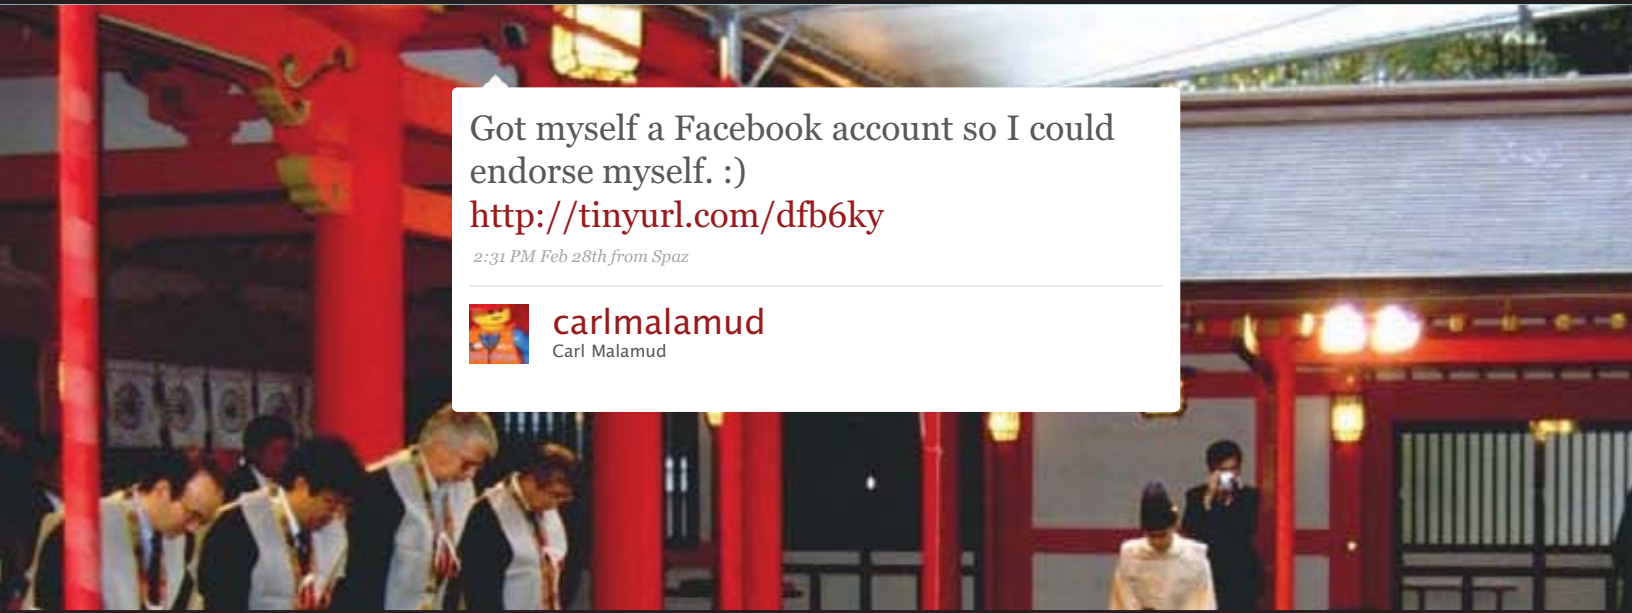 Got myself a Facebook account so I could
endorse myself. :)
http://tinyurl.com/dfb6ky
2:31 PM Feb 28th from Spaz
carlmalamud
Carl Malamud